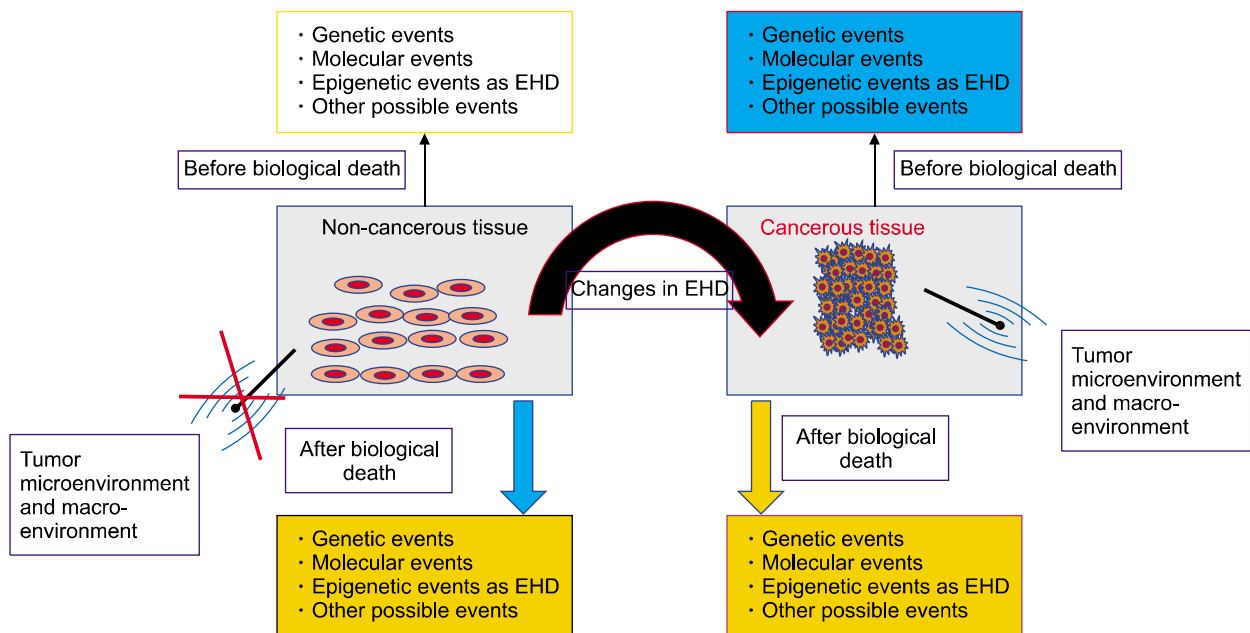 · Genetic events
· Molecular events
· Epigenetic events as EHD
· Other possible events
· Genetic events
· Molecular events
· Epigenetic events as EHD
· Other possible events
Before biological death
Before biological death
Non-cancerous tissue
Cancerous tissue
Changes in EHD
Tumor
microenvironment
and macro-
environment
After biological
death
After biological
death
Tumor
microenvironment
and macro-
environment
· Genetic events
· Molecular events
· Epigenetic events as EHD
· Other possible events
· Genetic events
· Molecular events
· Epigenetic events as EHD
· Other possible events